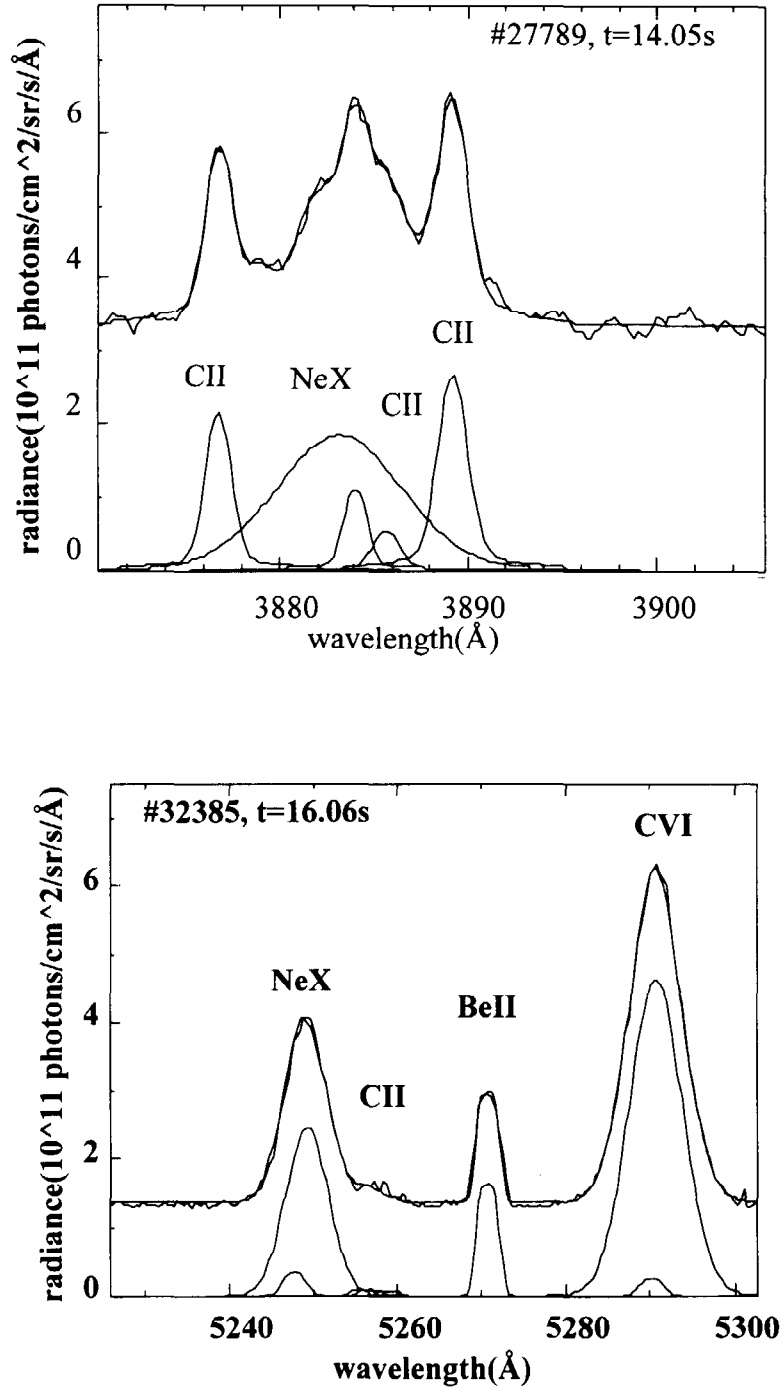 #27789, t=14.05s
radiance(10^11 photons/cm^2/sr/s/Å)
6
4
2
0
CII
NeX
CII
CII
3880
3890
3900
wavelength(Å)
#32385, t=16.06s
radiance(10^11 photons/cm^2/sr/s/Å)
6
4
2
0
NeX
CII
BeII
CVI
5240
5260
5280
5300
wavelength(Å)